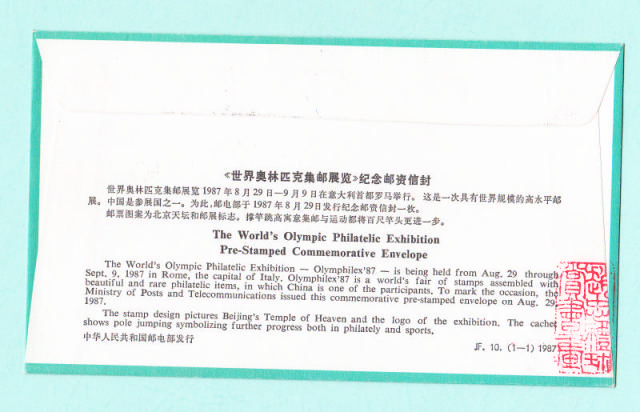 《世界奥林匹克集邮展览》纪念邮资信封
世界奥林匹克集邮展览1987年8月29日—9月9日在意大利首都罗马举行。这是一次具有世界规模的高水平邮
展。中国是参展国之一。为此,邮电部于1987年8月29日发行纪念邮资信封一枚。
邮票图案为北京天坛和邮展标志。撑竿跳高寓意集邮与运动都将百尺竿头更进一步。
The World's Olympic Philatelic Exhibition
Pre-Stamped Commemorative Envelope
The World's Olympic Philatelic Exhibition — Olymphilex'87 — is being held from Aug. 29 through
Sept. 9, 1987 in Rome, the capital of Italy. Olymphilex'87 is a world's fair of stamps assembled with
beautiful and rare philatelic items, in which China is one of the participants. To mark the occasion, the
Ministry of Posts and Telecommunications issued this commemorative pre-stamped envelope on Aug. 29,
1987.
The stamp design pictures Beijing's Temple of Heaven and the logo of the exhibition. The cachet
shows pole jumping symbolizing further progress both in philately and sports.
中华人民共和国邮电部发行
JF. 10. (1-1) 1987